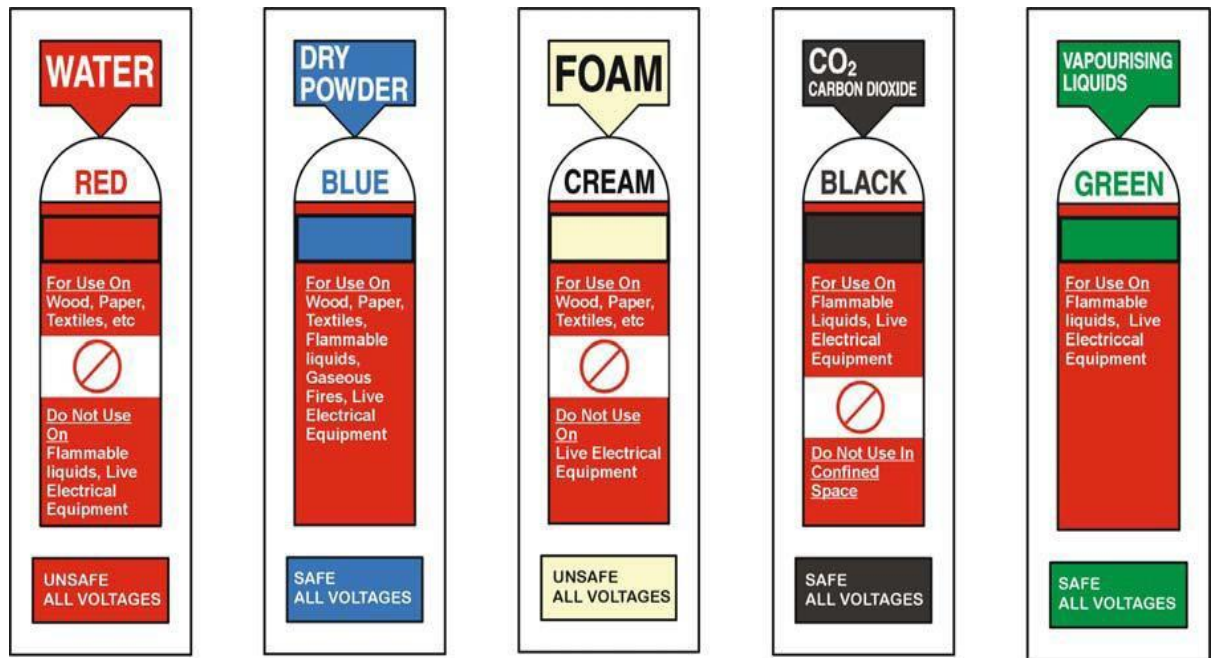 WATER
RED
For Use On
Wood, Paper,
Textiles, etc
Do Not Use
On
Flammable
liquids, Live
Electrical
Equipment
UNSAFE
ALL VOLTAGES
DRY
POWDER
BLUE
For Use On
Wood, Paper,
Textiles,
Flammable
liquids,
Gaseous
Fires, Live
Electrical
Equipment
SAFE
ALL VOLTAGES
FOAM
CREAM
For Use On
Wood, Paper,
Textiles, etc
Do Not Use
On
Live Electrical
Equipment
UNSAFE
ALL VOLTAGES
CO₂
CARBON DIOXIDE
BLACK
For Use On
Flammable
Liquids, Live
Electrical
Equipment
Do Not Use In
Confined
Space
SAFE
ALL VOLTAGES
VAPOURISING
LIQUIDS
GREEN
For Use On
Flammable
liquids, Live
Electriccal
Equipment
SAFE
ALL VOLTAGES